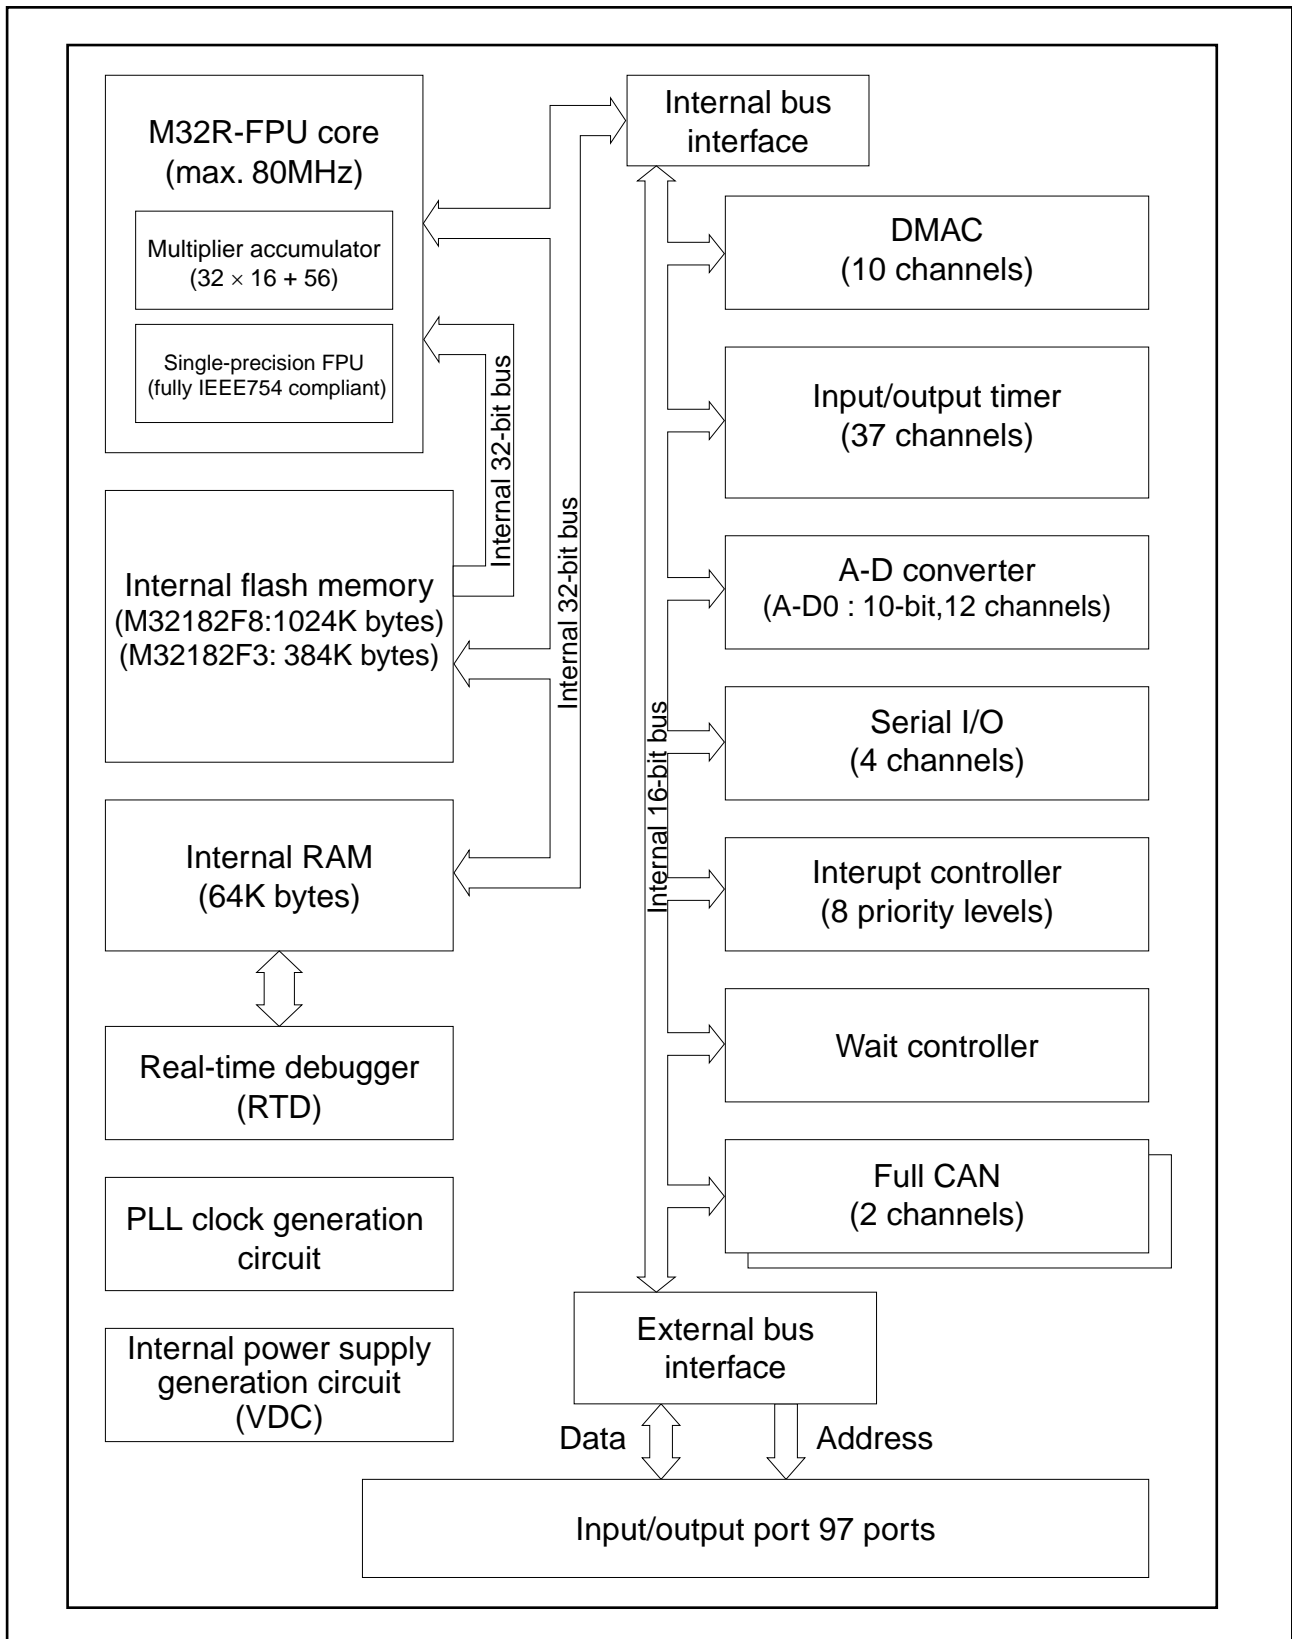 M32R-FPU core
(max. 80MHz)
Multiplier accumulator
(32 × 16 + 56)
Single-precision FPU
(fully IEEE754 compliant)
Internal flash memory
(M32182F8:1024K bytes)
(M32182F3: 384K bytes)
Internal RAM
(64K bytes)
Real-time debugger
(RTD)
PLL clock generation
circuit
Internal power supply
generation circuit
(VDC)
Internal 32-bit bus
Internal 32-bit bus
Internal bus
interface
Internal 16-bit bus
DMAC
(10 channels)
Input/output timer
(37 channels)
A-D converter
(A-D0 : 10-bit,12 channels)
Serial I/O
(4 channels)
Interupt controller
(8 priority levels)
Wait controller
Full CAN
(2 channels)
External bus
interface
Data
Address
Input/output port 97 ports